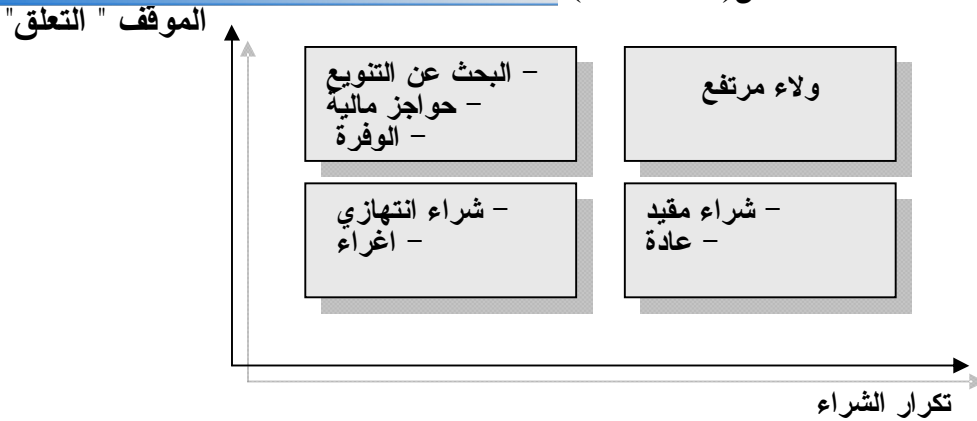 الموقف " التعلق"
ولاء مرتفع
– البحث عن التنويع
– حواجز مالية
– الوفرة
– شراء مقيد
– عادة
– شراء انتهازي
– اغراء
تكرار الشراء